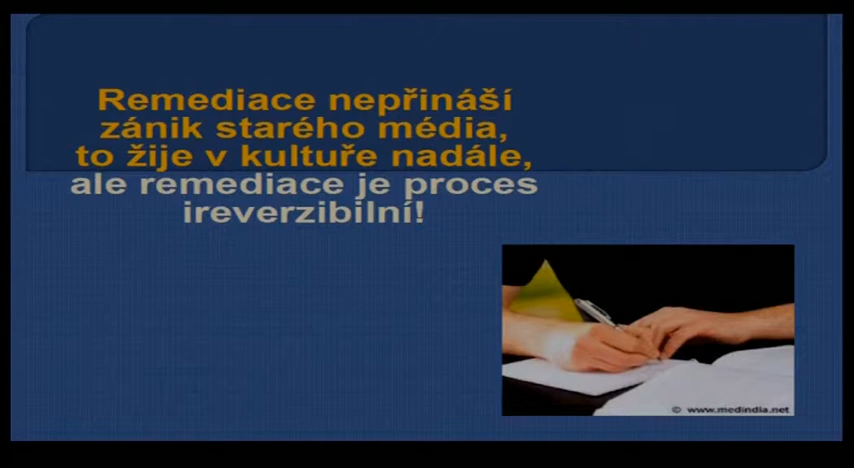 Remediace nepřináší
zánik starého média,
to žije v kultuře nadále,
ale remediace je proces
ireverzibilní!
© www.medindia.net